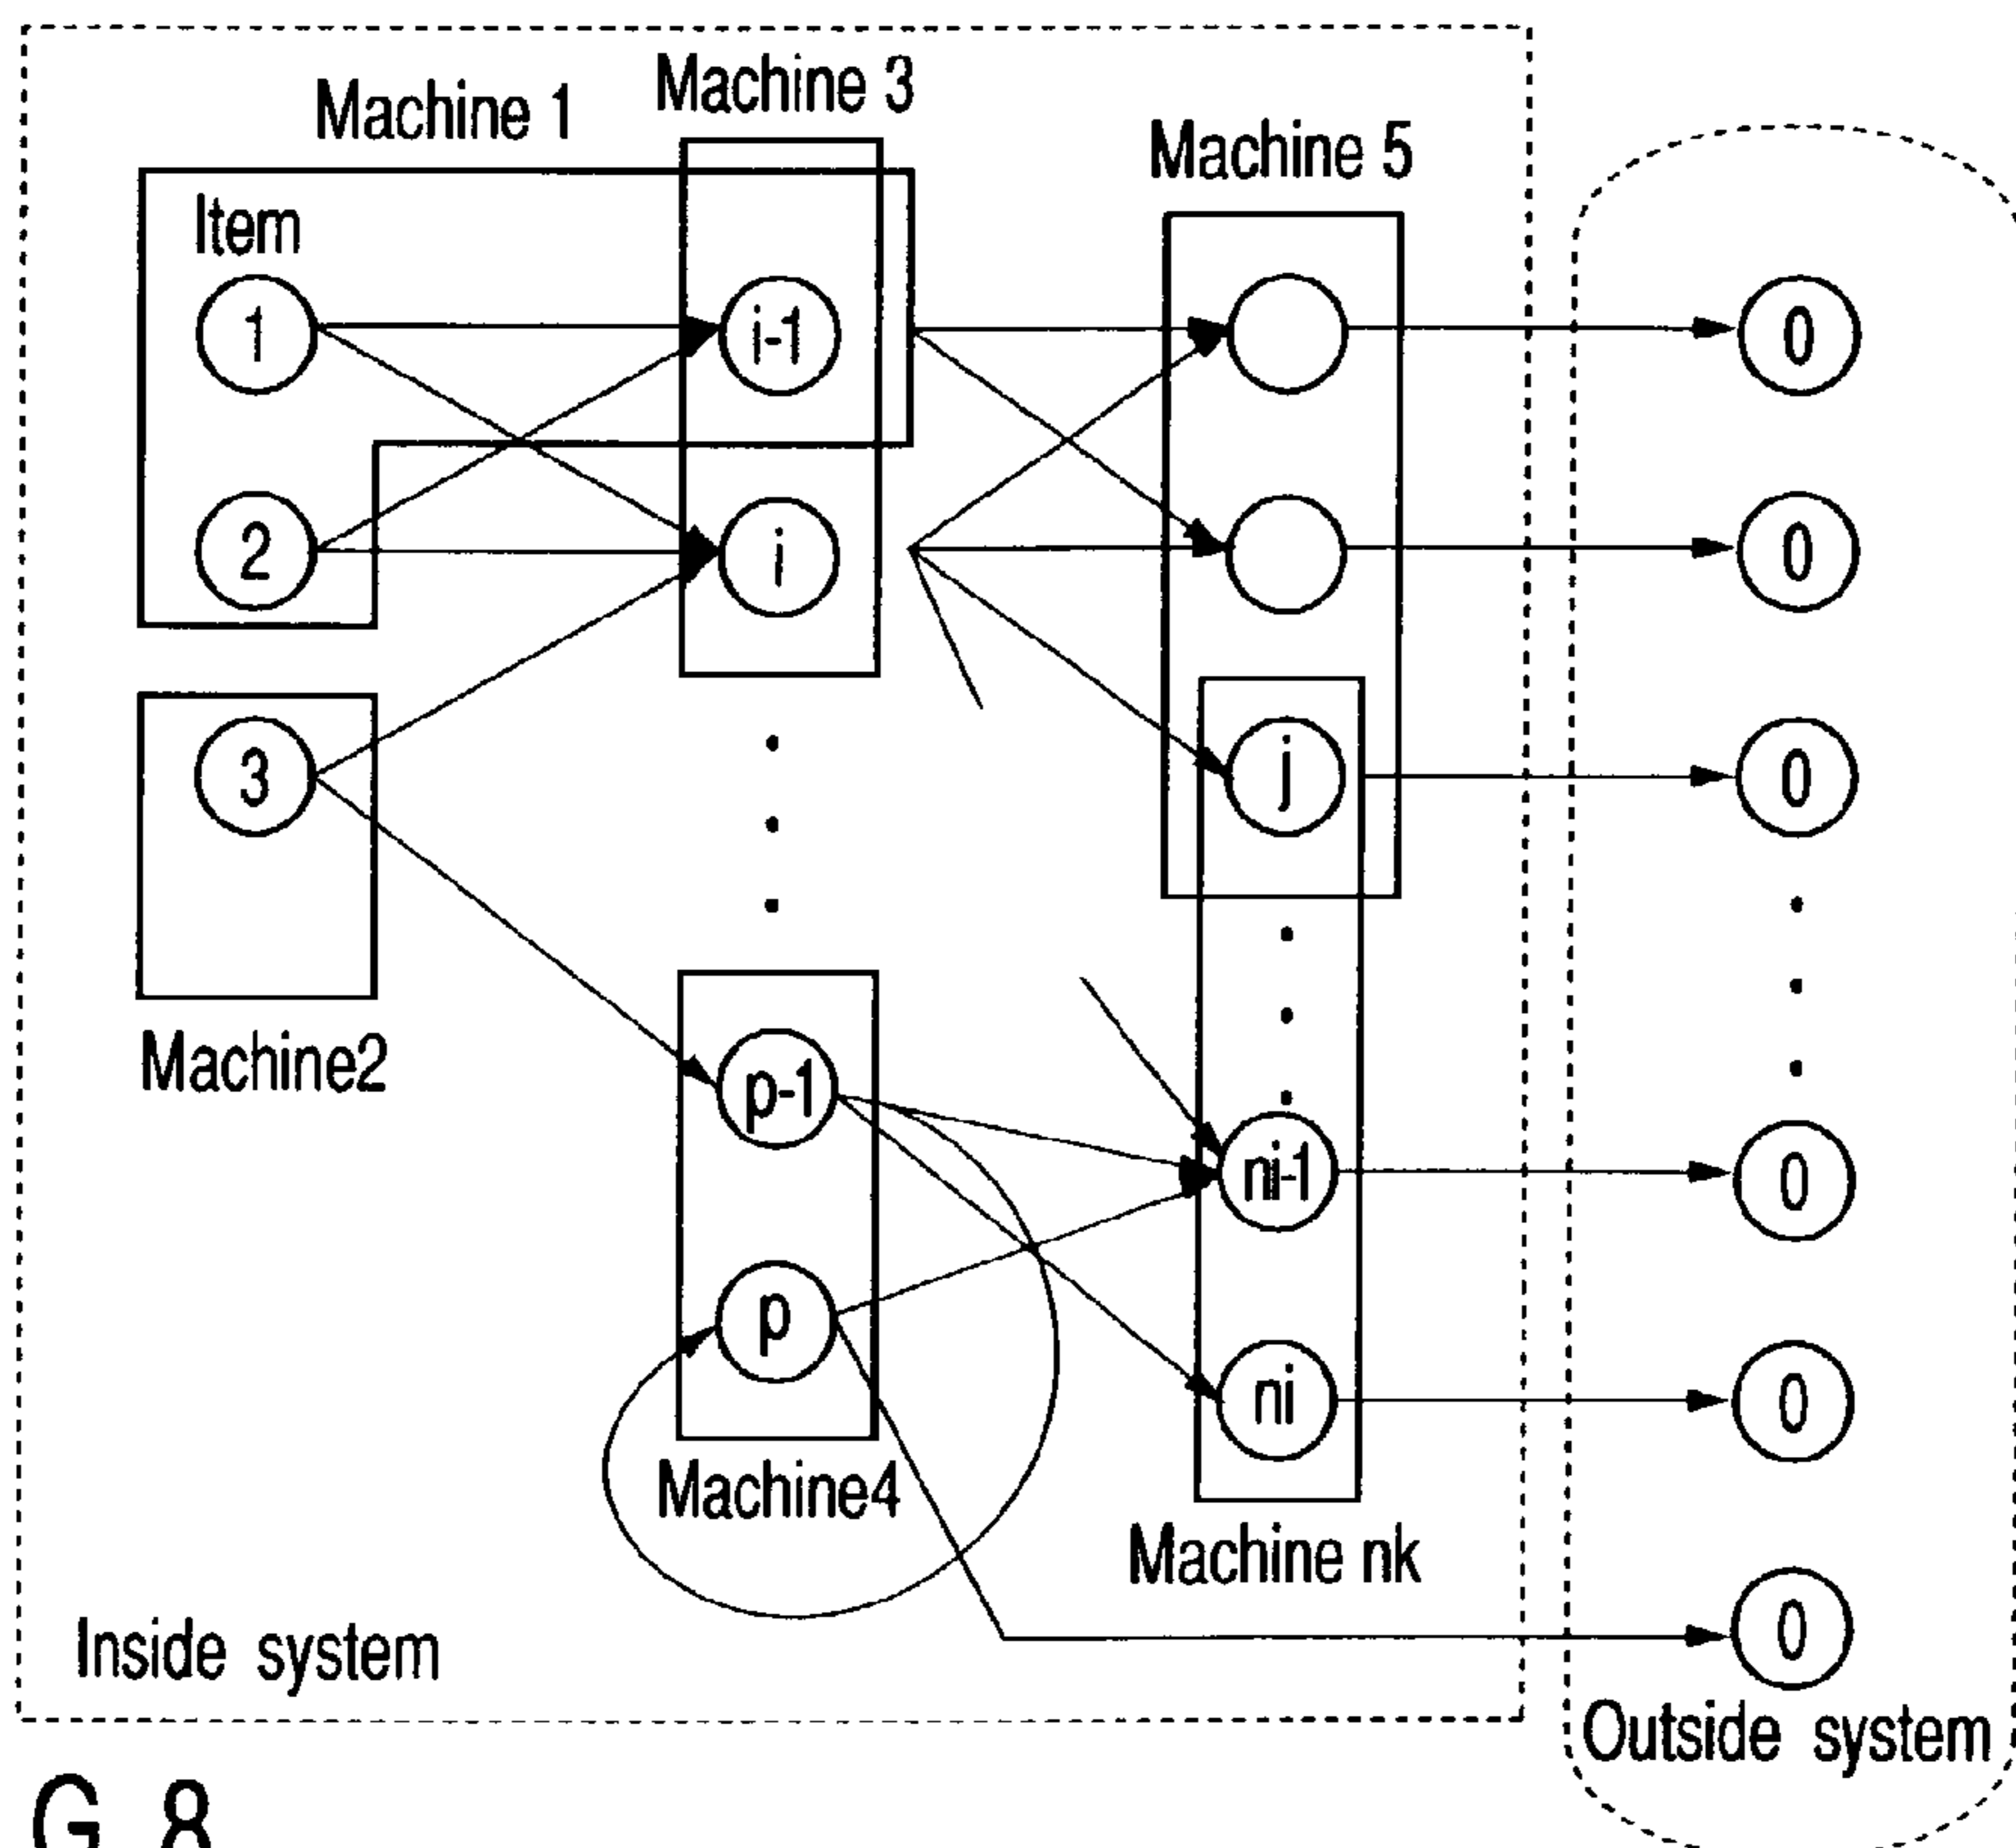 Machine 1
Machine 3
Machine 5
Item
1
i-1
0
2
i
0
3
j
0
Machine2
p-1
ni-1
0
p
ni
0
Machine4
Machine nk
0
Inside system
Outside system
G 8